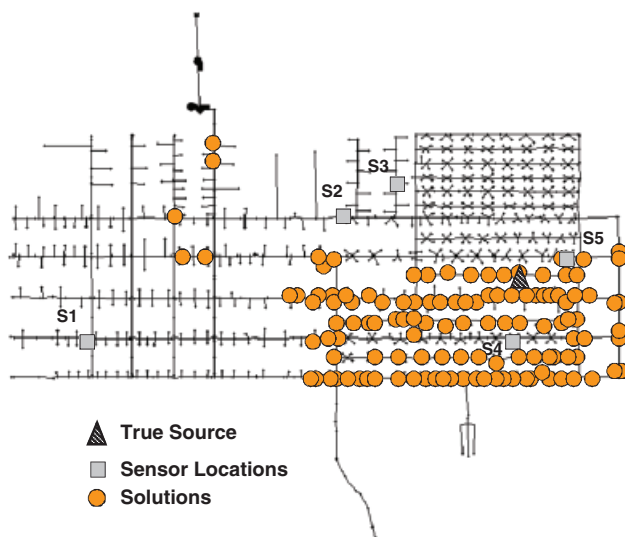 S3
S2
S5
S1
S4
True Source
Sensor Locations
Solutions